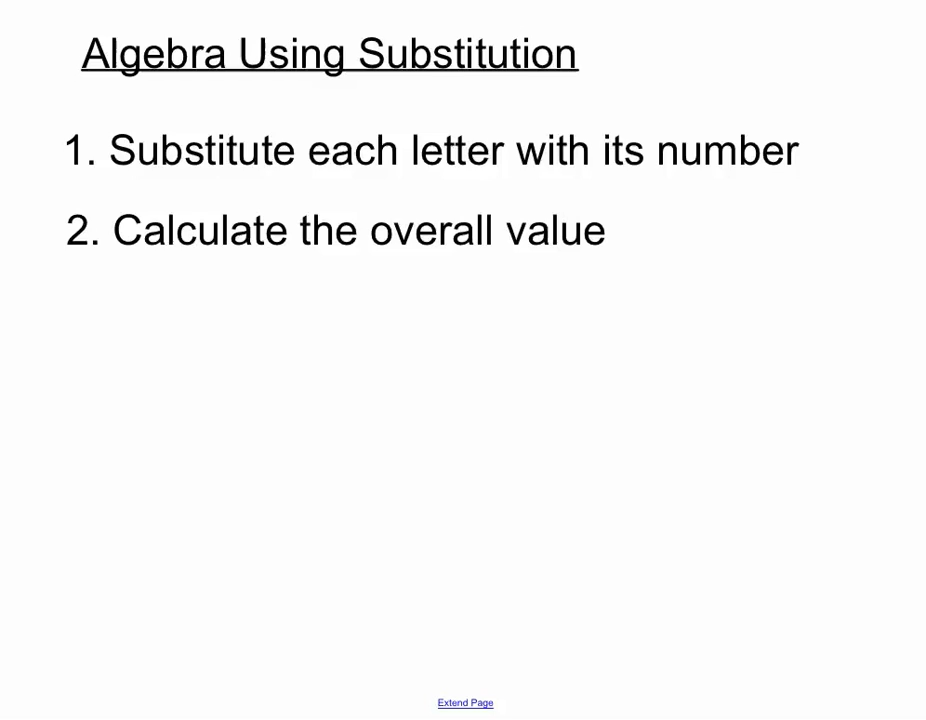 Algebra Using Substitution
1. Substitute each letter with its number
2. Calculate the overall value
Extend Page